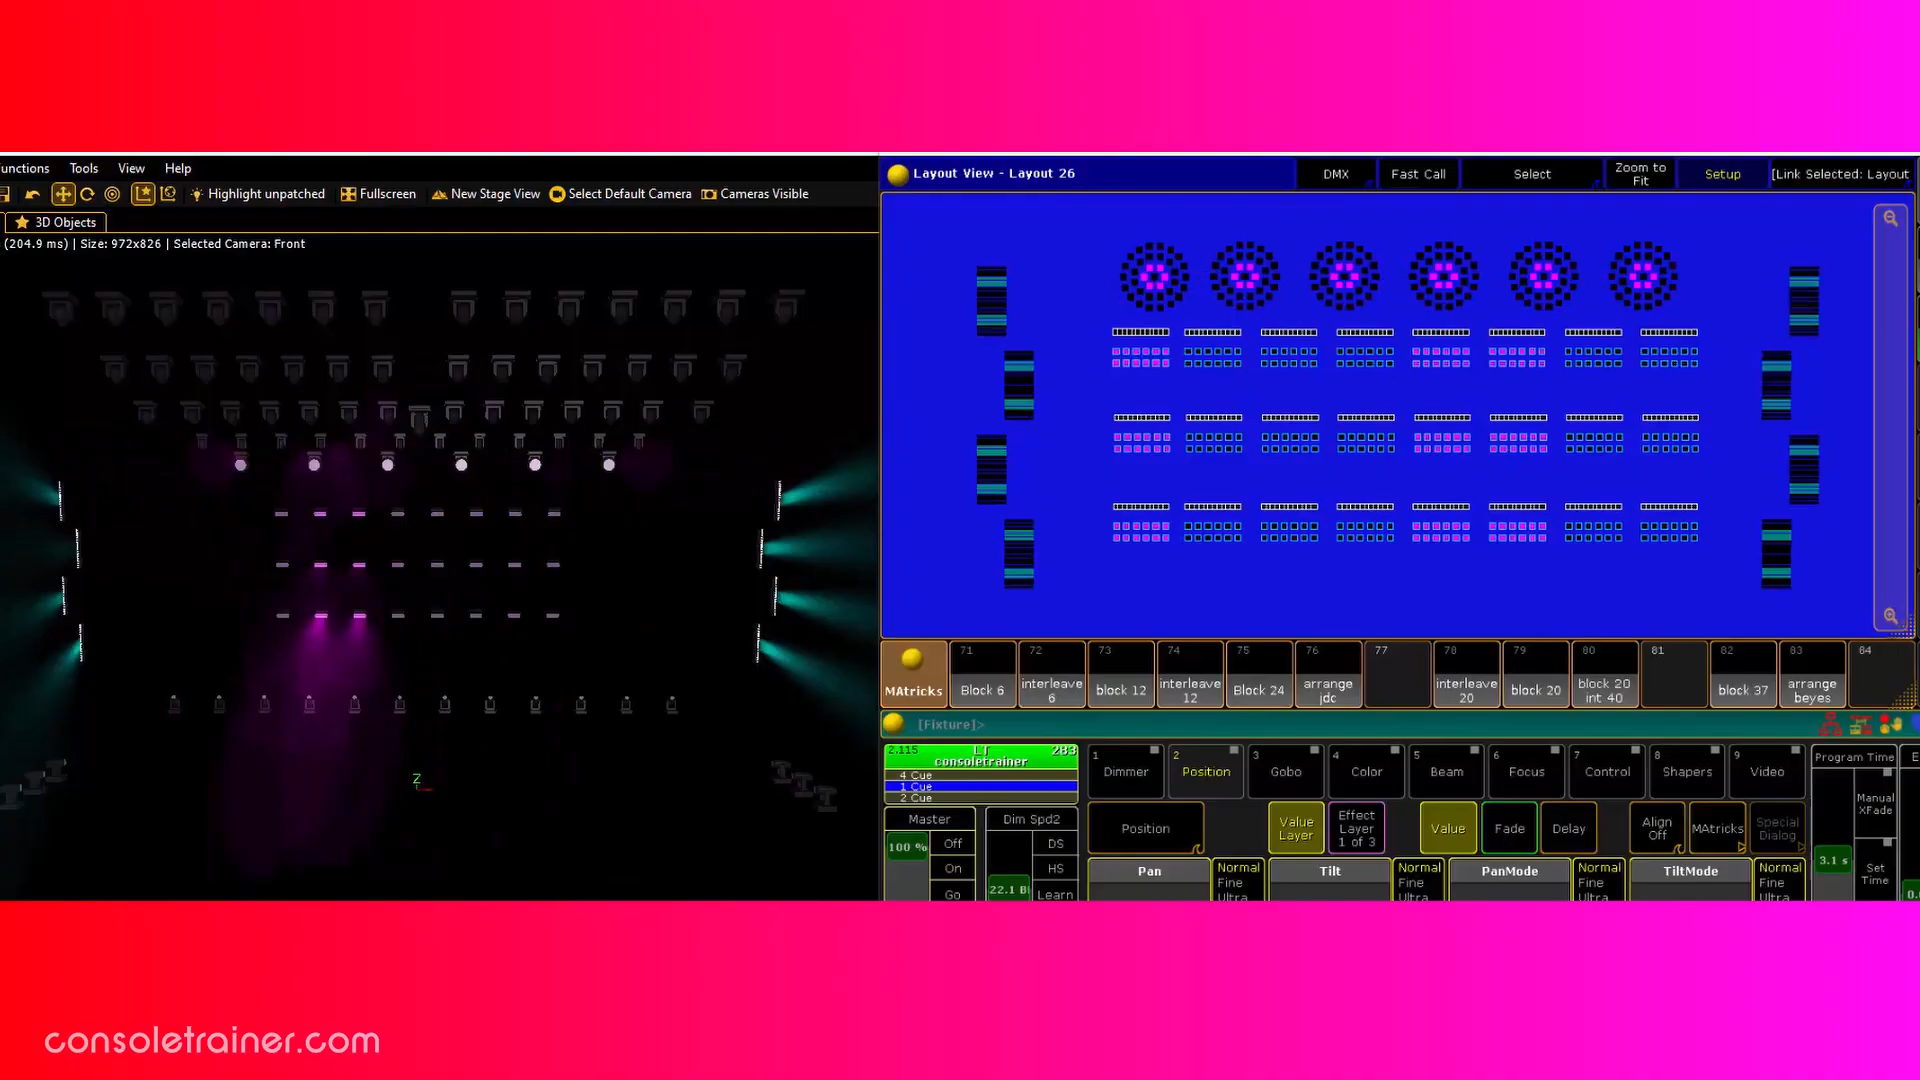 unctions Tools View Help
Highlight unpatched Fullscreen New Stage View Select Default Camera Cameras Visible
3D Objects
(204.9 ms) | Size: 972x826 | Selected Camera: Front
Z
Layout View - Layout 26 DMX Fast Call Select Zoom to Fit Setup [Link Selected: Layout
MAtricks
71 Block 6
72 interleave 6
73 block 12
74 interleave 12
75 Block 24
76 arrange jdc
77
78 interleave 20
79 block 20
80 block 20 int 40
81
82 block 37
83 arrange beyes
84
[Fixture]>
2.115 LT 283
consoletrainer
4 Cue
1 Cue
2 Cue
Master
100 % Off
On
Go
Dim Spd2
DS
HS
22.1 B Learn
1 Dimmer
2 Position
3 Gobo
4 Color
5 Beam
6 Focus
7 Control
8 Shapers
9 Video
Position
Value Layer
Effect Layer 1 of 3
Value Fade Delay
Align Off
MAtricks
Special Dialog
Pan Normal Fine Ultra
Tilt Normal Fine Ultra
PanMode Normal Fine Ultra
TiltMode Normal Fine Ultra
Program Time E
Manual XFade
3.1 s Set Time
0.
consoletrainer.com